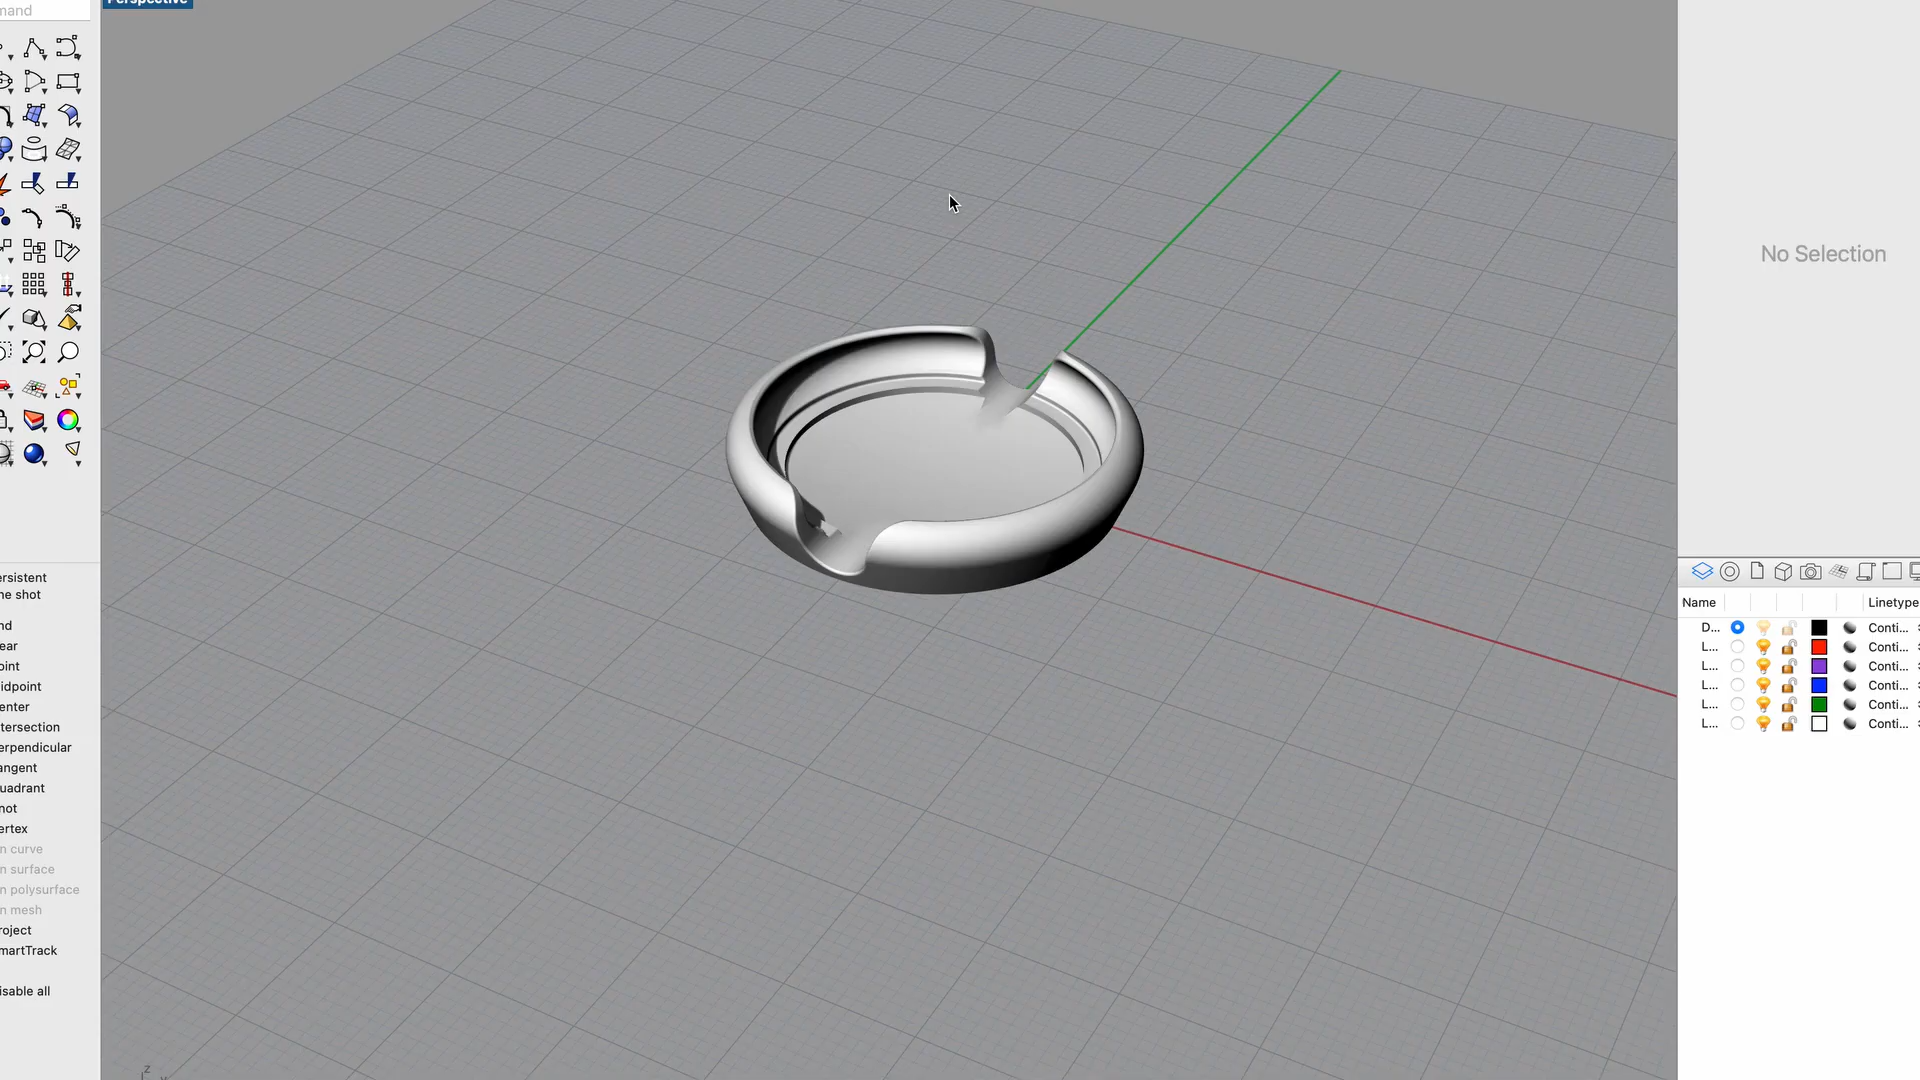 Perspective
mand
ersistent
ne shot
nd
ear
oint
idpoint
enter
tersection
erpendicular
angent
uadrant
not
ertex
n curve
n surface
n polysurface
n mesh
roject
martTrack
isable all
No Selection
Name Linetype
D... Conti...
L... Conti...
L... Conti...
L... Conti...
L... Conti...
L... Conti...
z
y